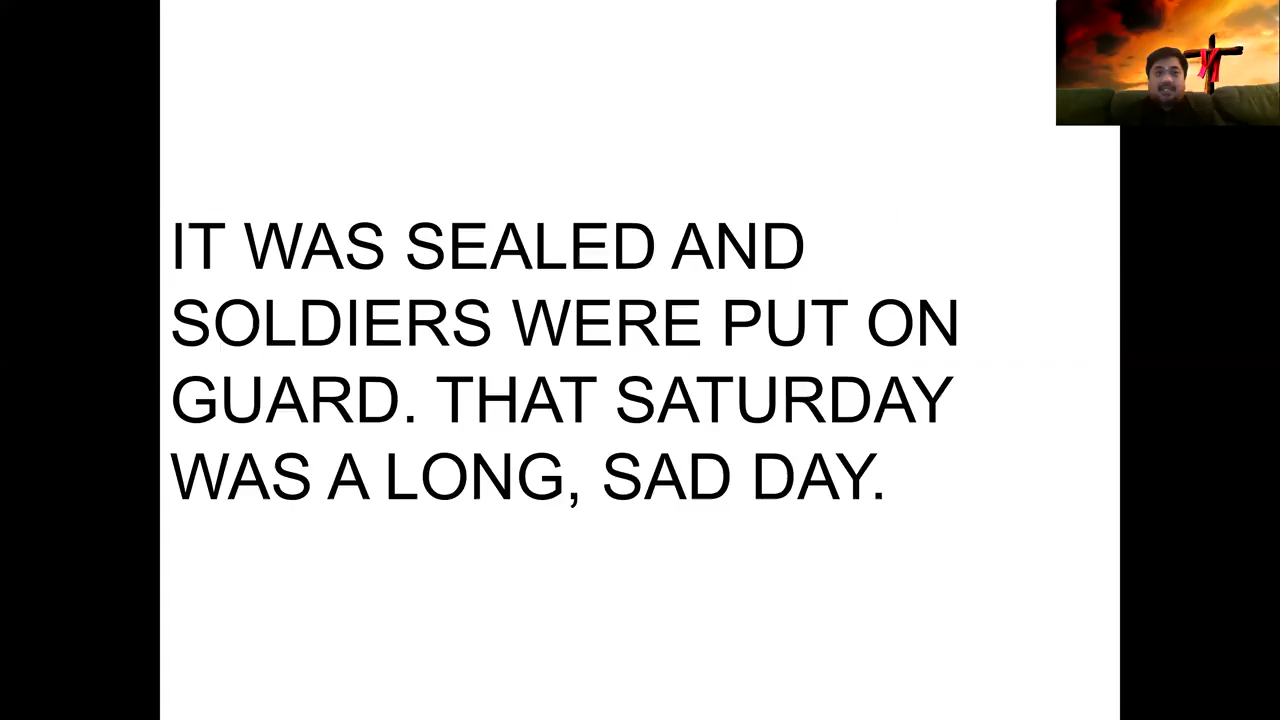 IT WAS SEALED AND
SOLDIERS WERE PUT ON
GUARD. THAT SATURDAY
WAS A LONG, SAD DAY.